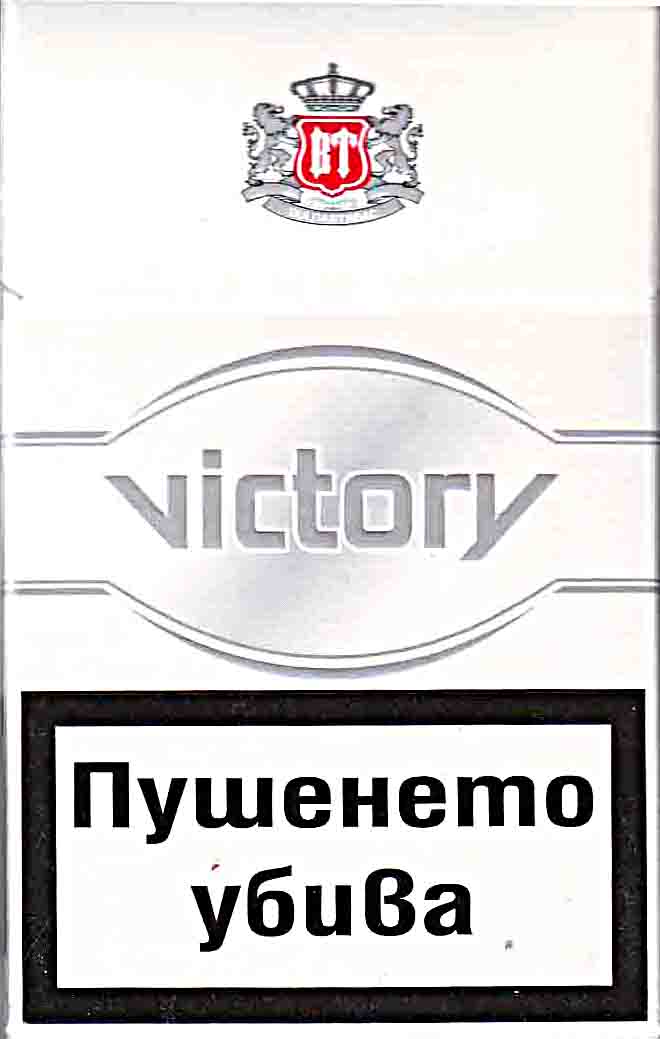 BT
victory
Пушенето
убива